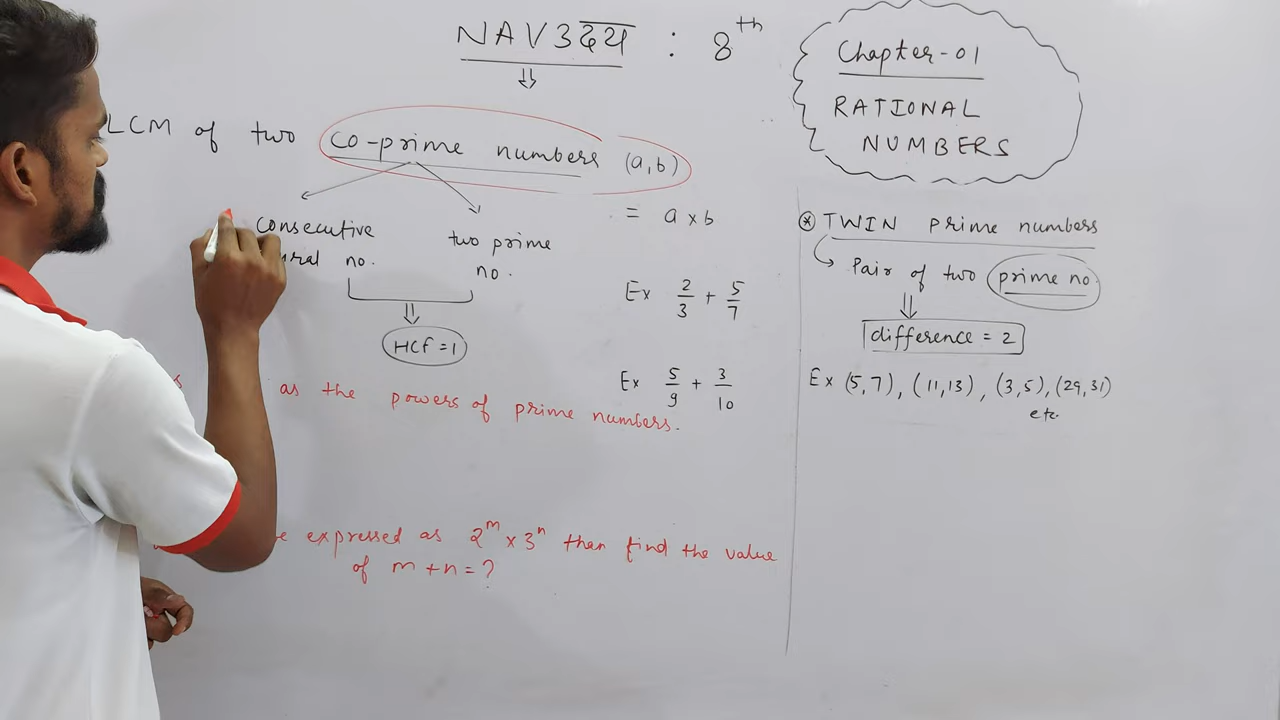 NAV3दय : 8th
Chapter-01
RATIONAL
NUMBERS
LCM of two co-prime numbers (a,b)
= a × b
consecutive
no.
two prime
no.
HCF = 1
Ex 2/3 + 5/7
Ex 5/9 + 3/10
as the powers of prime numbers.
expressed as 2^m × 3^n then find the value
of m + n = ?
* TWIN prime numbers
Pair of two prime no.
difference = 2
Ex (5,7), (11,13), (3,5), (29,31)
etc.